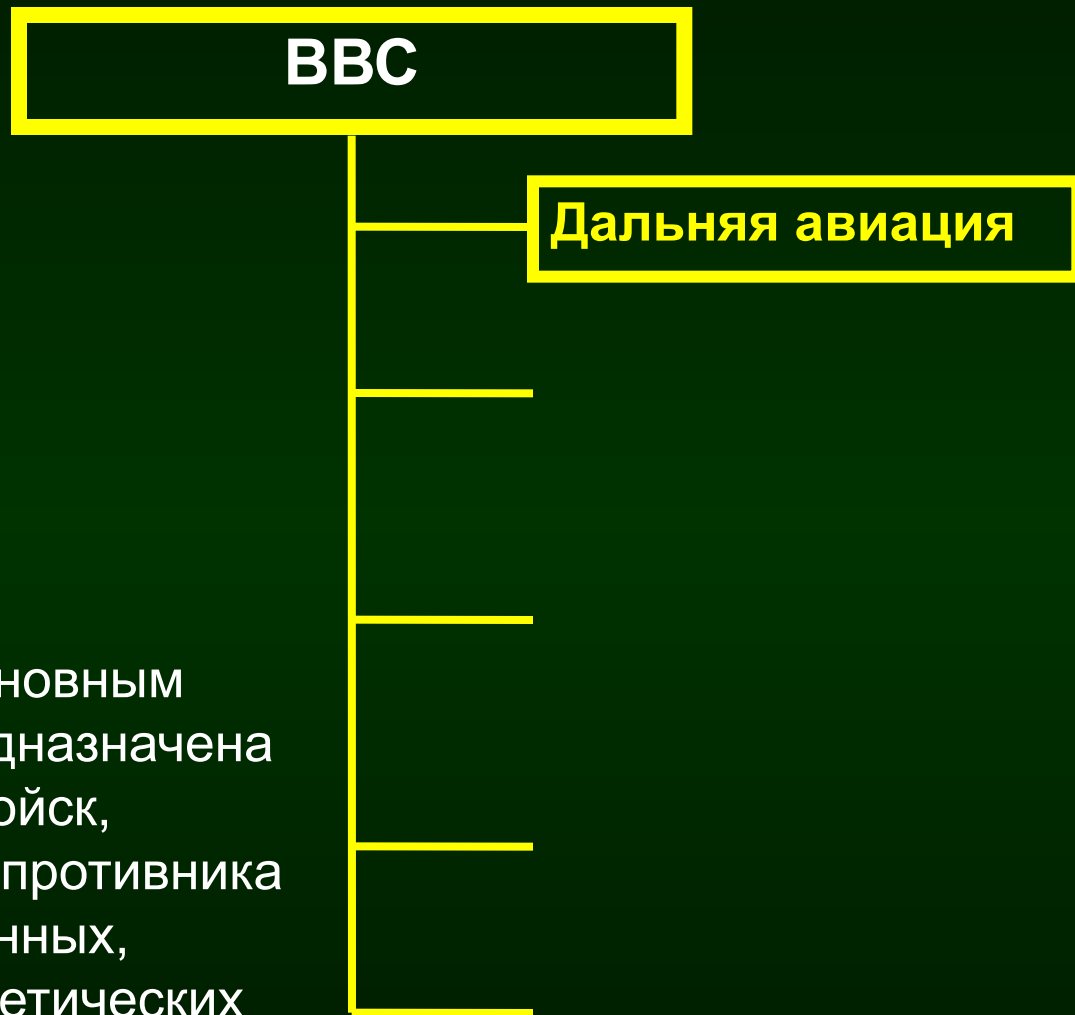 ВВС
Дальняя авиация
новным
дназначена
ойск,
противника
нных,
етических